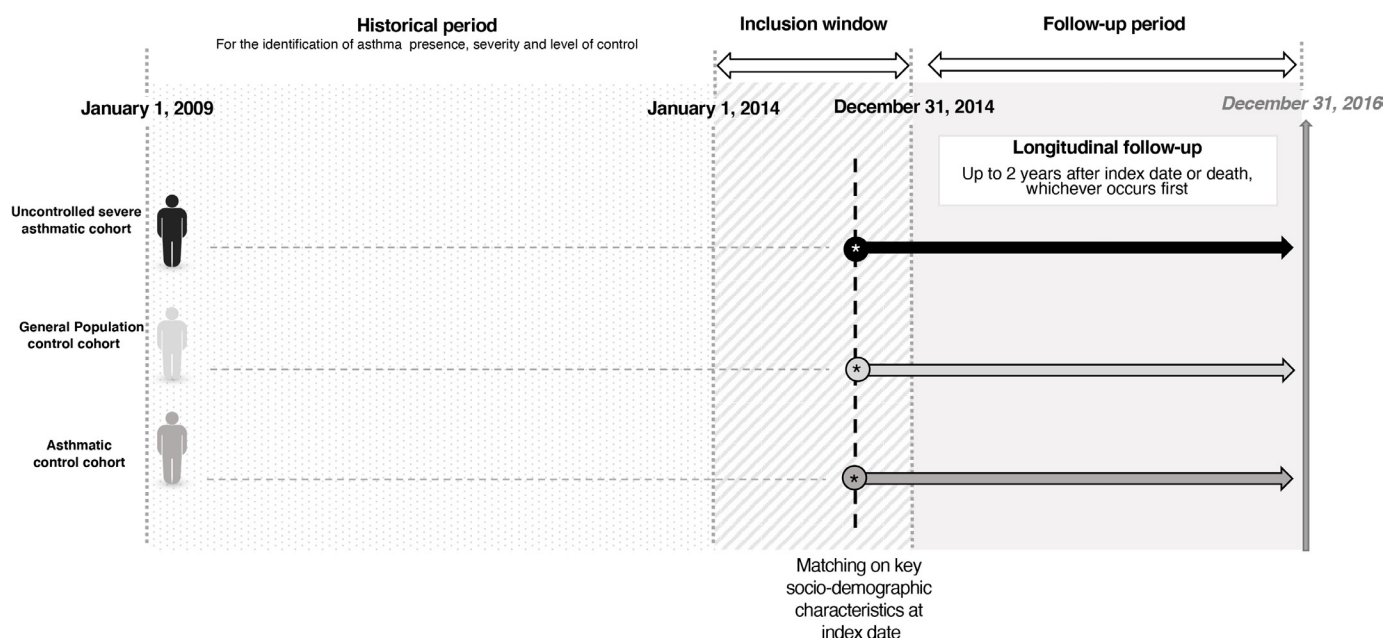 Historical period
For the identification of asthma presence, severity and level of control
Inclusion window
Follow-up period
January 1, 2009
January 1, 2014
December 31, 2014
December 31, 2016
Longitudinal follow-up
Up to 2 years after index date or death,
whichever occurs first
Uncontrolled severe
asthmatic cohort
*
General Population
control cohort
*
Asthmatic
control cohort
*
Matching on key
socio-demographic
characteristics at
index date